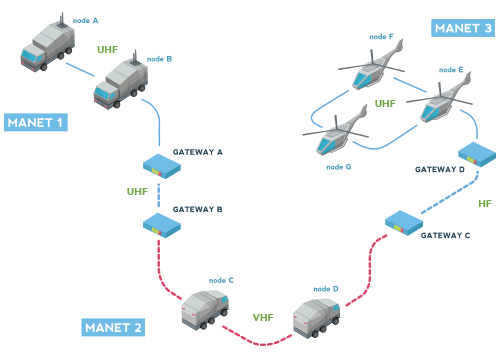 node A
UHF
node B
MANET 1
GATEWAY A
UHF
GATEWAY B
node C
MANET 2
VHF
node D
GATEWAY C
HF
GATEWAY D
node G
UHF
node E
node F
MANET 3